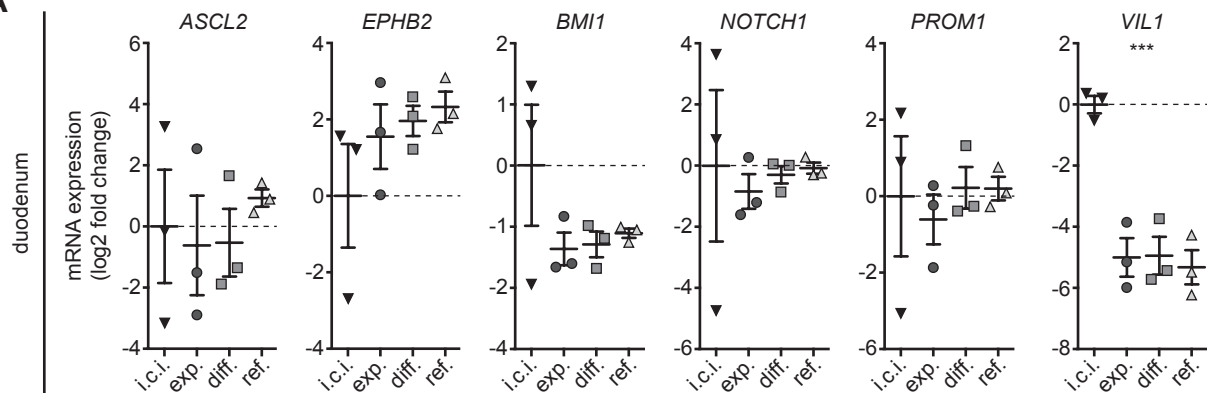 ASCL2
EPHB2
BMI1
NOTCH1
PROM1
VIL1
duodenum
mRNA expression
(log2 fold change)
6
4
2
0
-2
-4
i.c.i.
exp.
diff.
ref.
4
2
0
-2
-4
i.c.i.
exp.
diff.
ref.
2
1
0
-1
-2
-4
i.c.i.
exp.
diff.
ref.
4
2
0
-2
-4
-6
i.c.i.
exp.
diff.
ref.
4
2
0
-2
-6
i.c.i.
exp.
diff.
ref.
***
2
0
-2
-4
-6
-8
i.c.i.
exp.
diff.
ref.